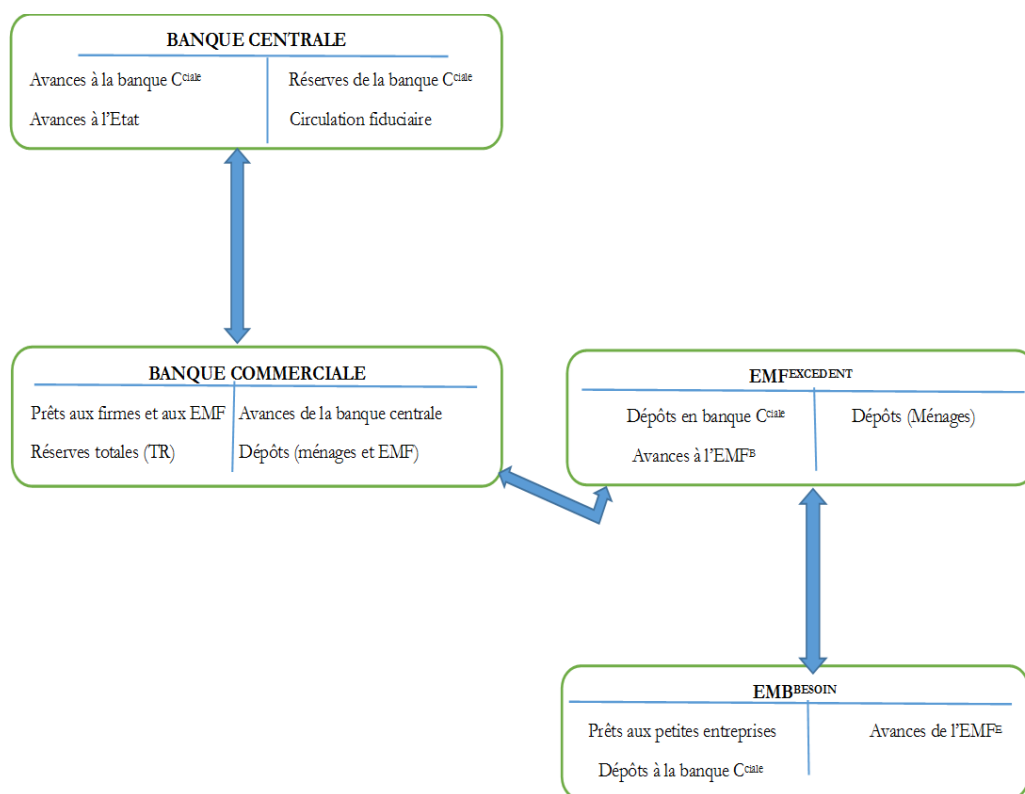 BANQUE CENTRALE
Avances à la banque Cciale
Réserves de la banque Cciale
Avances à l’Etat
Circulation fiduciaire
BANQUE COMMERCIALE
Prêts aux firmes et aux EMF
Avances de la banque centrale
Réserves totales (TR)
Dépôts (ménages et EMF)
EMFEXCEDENT
Dépôts en banque Cciale
Dépôts (Ménages)
Avances à l’EMFB
EMBBESOIN
Prêts aux petites entreprises
Avances de l’EMFE
Dépôts à la banque Cciale